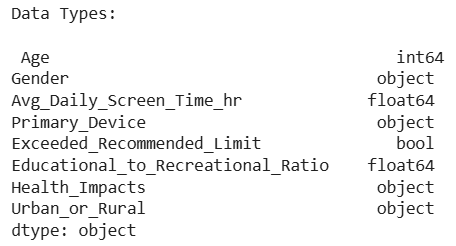 Data Types:
Age int64
Gender object
Avg_Daily_Screen_Time_hr float64
Primary_Device object
Exceeded_Recommended_Limit bool
Educational_to_Recreational_Ratio float64
Health_Impacts object
Urban_or_Rural object
dtype: object